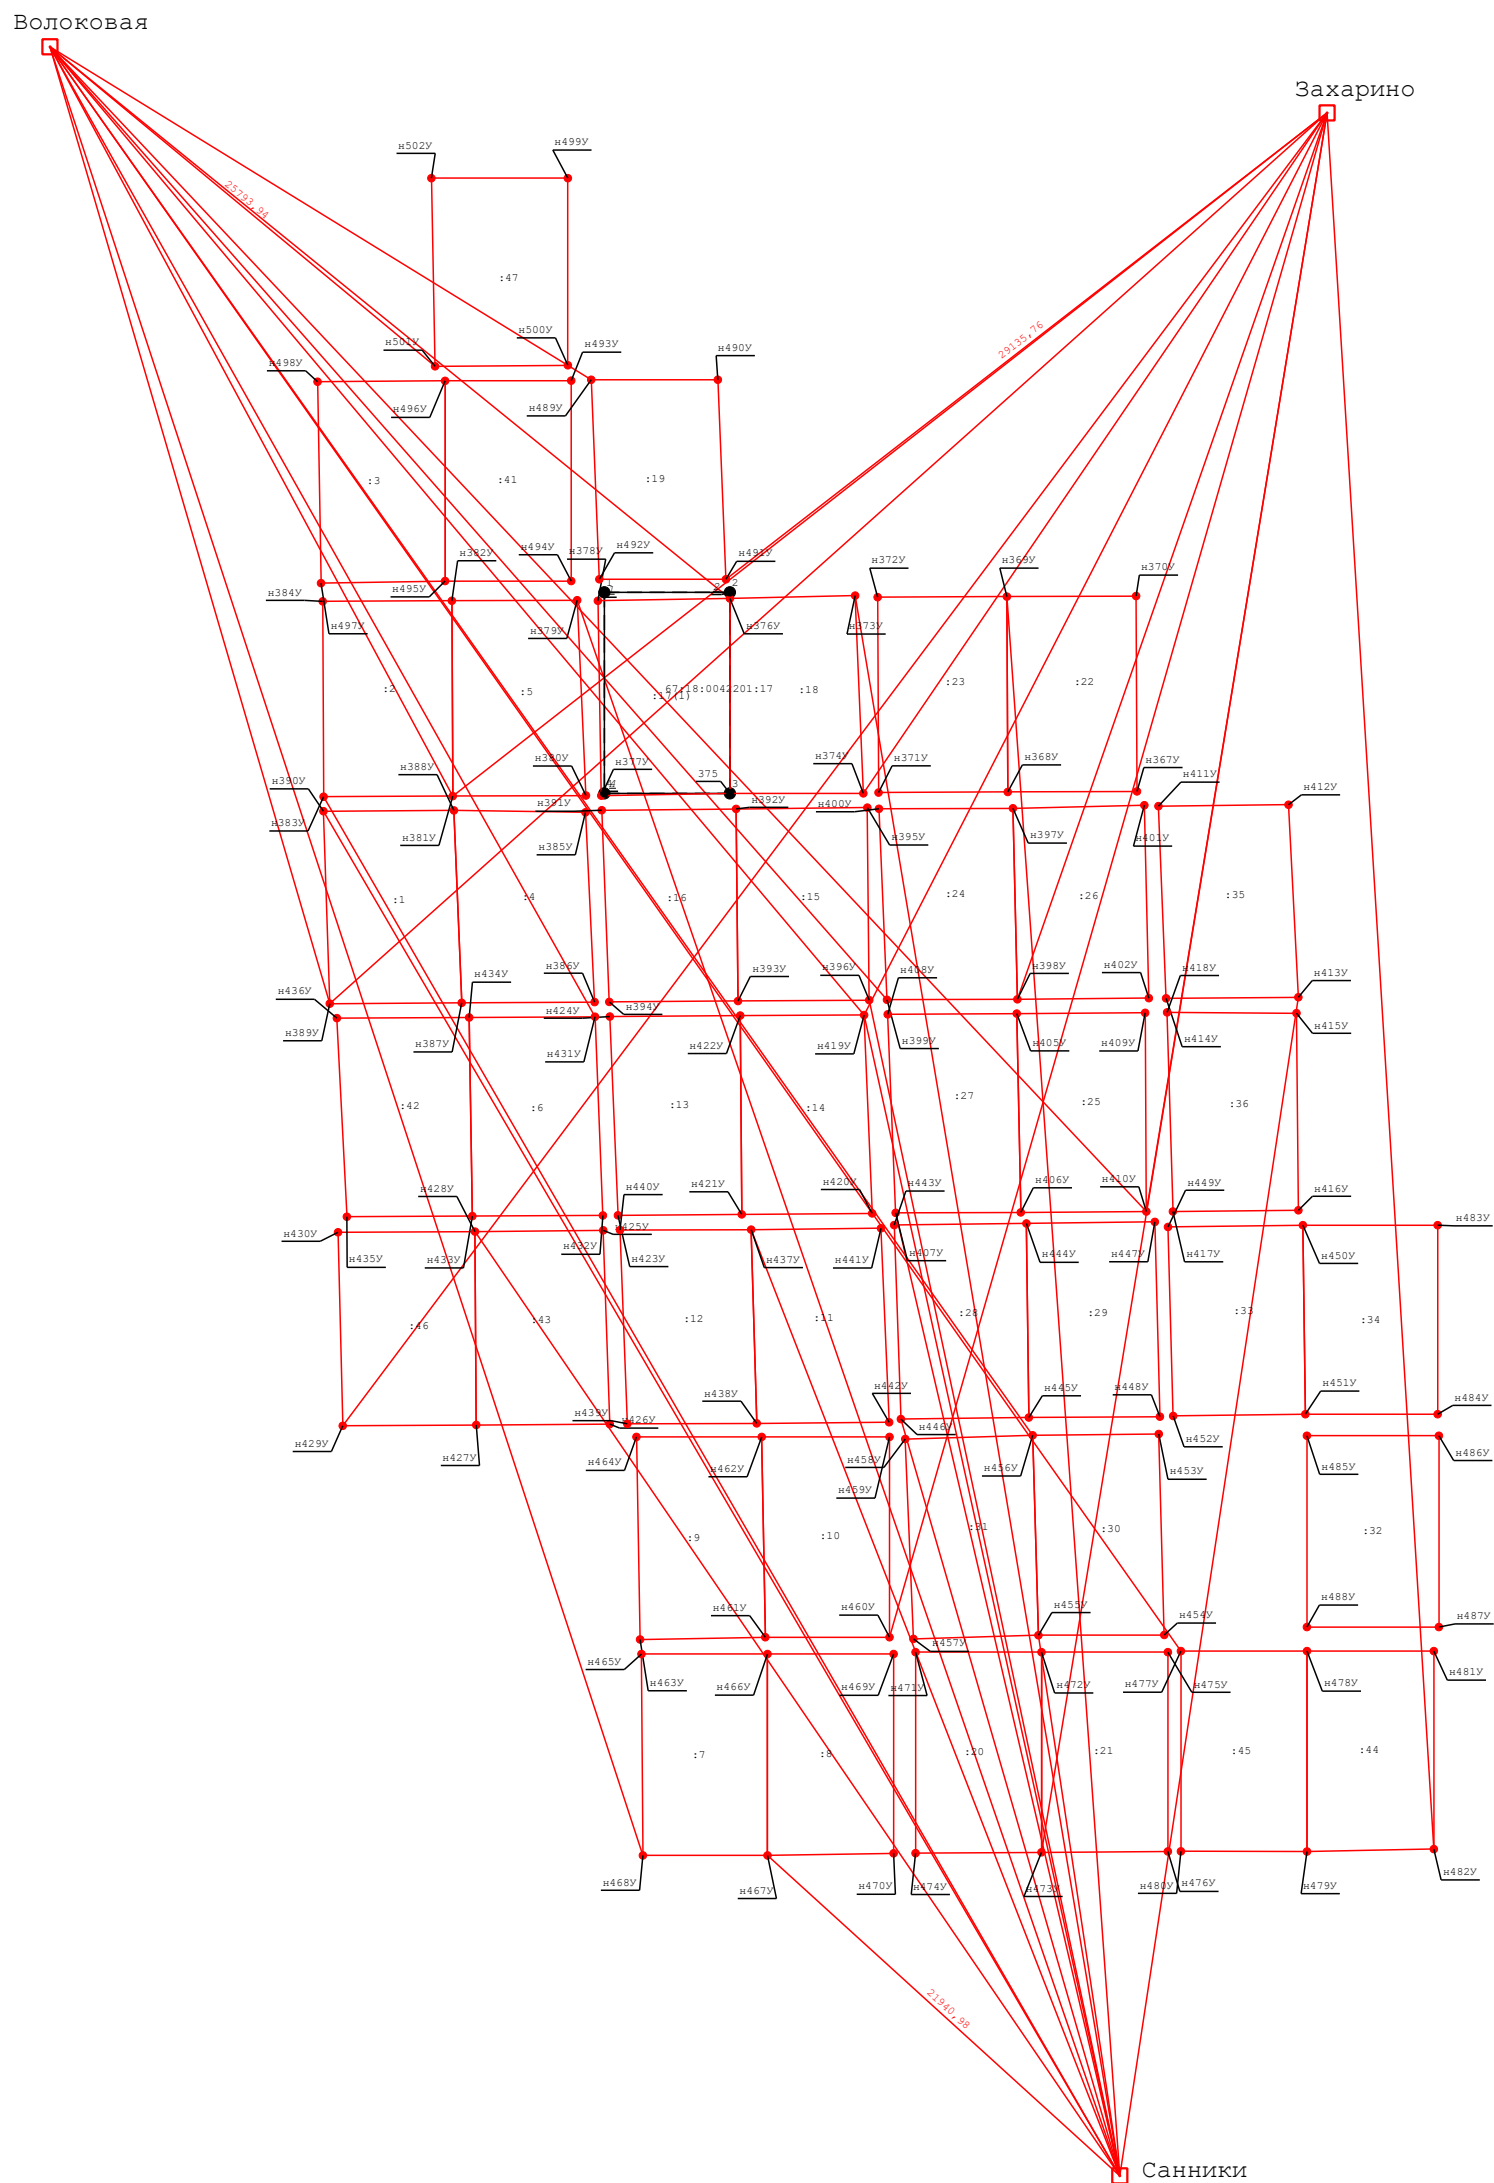 Волоковая
Захарино
н502У
н499У
25793,94
:47
29135,76
н501У
н500У
н493У
н490У
н498У
н496У
н489У
:3
:41
:19
н382У
н494У
н378У
н492У
н491У
н372У
н369У
н370У
н384У
н495У
1
2
н497У
н379У
н376У
н373У
:2
:5
67:18:0042201:17
:17(1)
:18
:23
:22
н390У
н388У
н380У
н377У
375
3
н374У
н371У
н368У
н367У
н411У
н412У
н383У
н381У
н391У
н385У
н392У
н400У
н395У
н397У
н401У
:1
:4
:16
:15
:24
:26
:35
н436У
н434У
н386У
н393У
н396У
н408У
н398У
н402У
н418У
н413У
н389У
н387У
н424У
н394У
н431У
н422У
н419У
н399У
н405У
н409У
н414У
н415У
:42
:6
:13
:14
:27
:25
:36
н428У
н440У
н421У
н420У
н443У
н406У
н410У
н449У
н416У
н430У
н435У
н433У
н432У
н425У
н423У
н437У
н441У
н407У
н444У
н447У
н417У
н450У
н483У
:46
:43
:12
:11
:28
:29
:33
:34
н439У
н426У
н438У
н442У
н446У
н445У
н448У
н451У
н484У
н429У
н427У
н464У
н462У
н458У
н459У
н456У
н453У
н452У
н485У
н486У
:9
:10
:31
:30
:32
н461У
н460У
н455У
н454У
н488У
н487У
н465У
н463У
н466У
н469У
н457У
н471У
н472У
н477У
н475У
н478У
н481У
:7
:8
:20
:21
:45
:44
н468У
н467У
н470У
н474У
н473У
н480У
н476У
н479У
н482У
21940,98
Санники